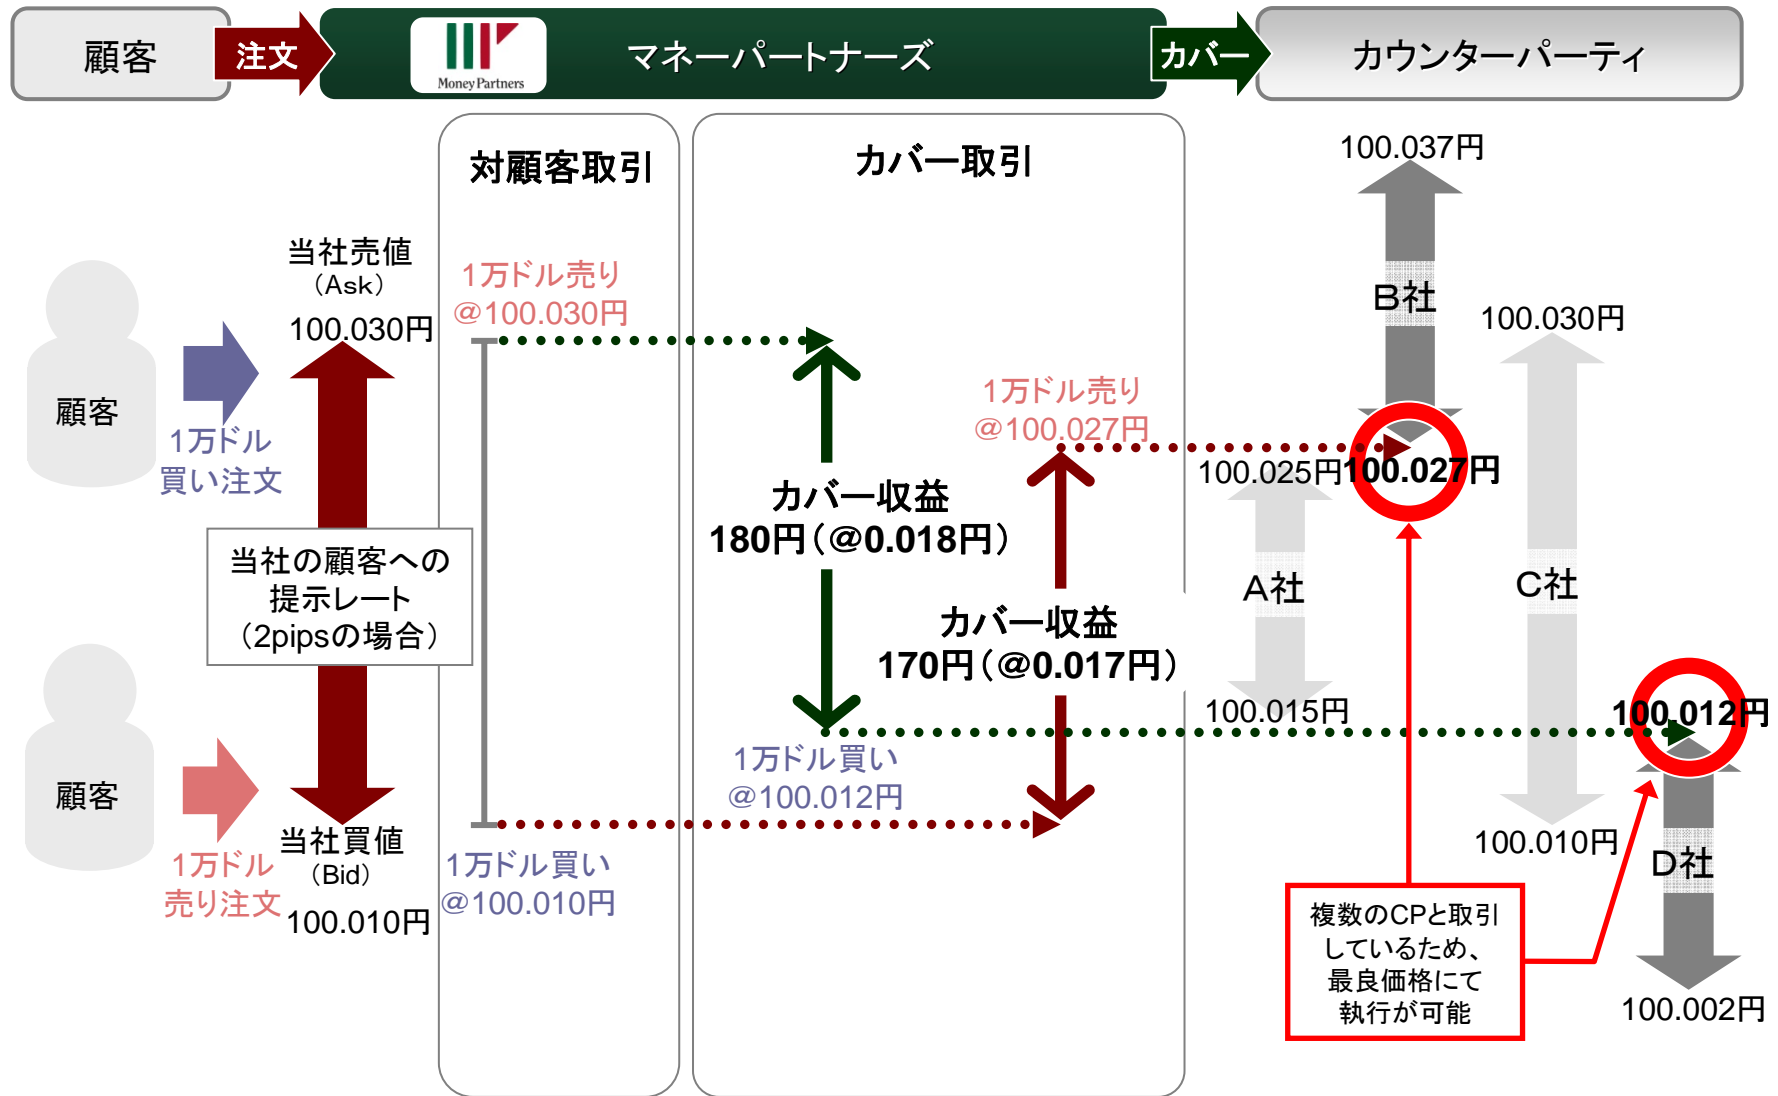 顧客
注文
Money Partners
マネーパートナーズ
カバー
カウンターパーティ
対顧客取引
カバー取引
顧客
1万ドル
買い注文
顧客
1万ドル
売り注文
当社売値
（Ask）
100.030円
当社の顧客への
提示レート
（2pipsの場合）
当社買値
（Bid）
100.010円
1万ドル売り
＠100.030円
1万ドル買い
＠100.010円
カバー収益
180円（＠0.018円）
1万ドル買い
＠100.012円
1万ドル売り
＠100.027円
カバー収益
170円（＠0.017円）
100.025円
A社
100.015円
100.037円
B社
100.027円
100.030円
C社
100.010円
100.012円
D社
100.002円
複数のCPと取引
しているため、
最良価格にて
執行が可能